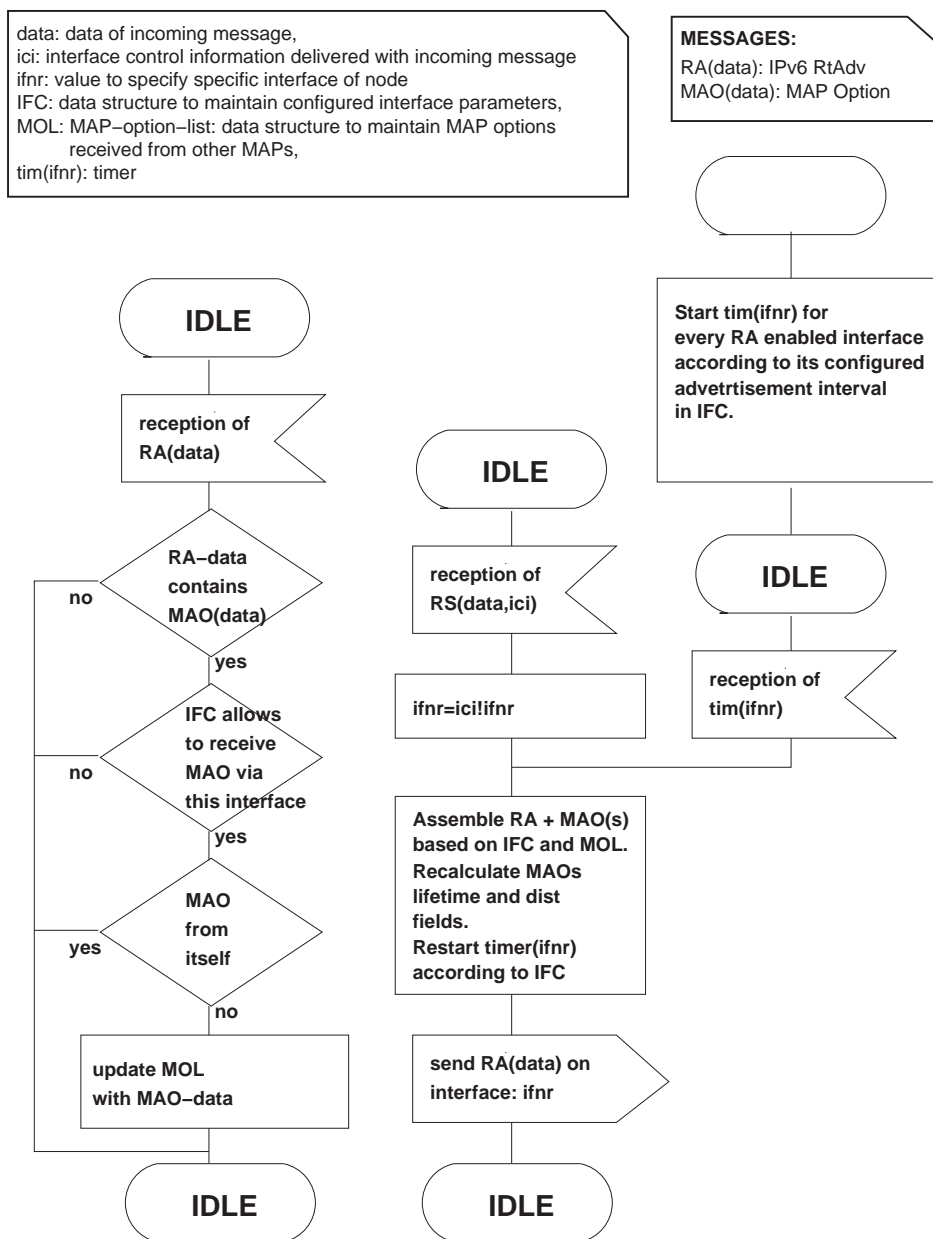 data: data of incoming message,
ici: interface control information delivered with incoming message
ifnr: value to specify specific interface of node
IFC: data structure to maintain configured interface parameters,
MOL: MAP−option−list: data structure to maintain MAP options
received from other MAPs,
tim(ifnr): timer
MESSAGES:
RA(data): IPv6 RtAdv
MAO(data): MAP Option
IDLE
reception of
RA(data)
RA−data
contains
MAO(data)
no
yes
IFC allows
to receive
MAO via
this interface
no
yes
MAO
from
itself
yes
no
update MOL
with MAO−data
IDLE
IDLE
reception of
RS(data,ici)
ifnr=ici!ifnr
Assemble RA + MAO(s)
based on IFC and MOL.
Recalculate MAOs
lifetime and dist
fields.
Restart timer(ifnr)
according to IFC
send RA(data) on
interface: ifnr
IDLE
Start tim(ifnr) for
every RA enabled interface
according to its configured
advetrtisement interval
in IFC.
IDLE
reception of
tim(ifnr)